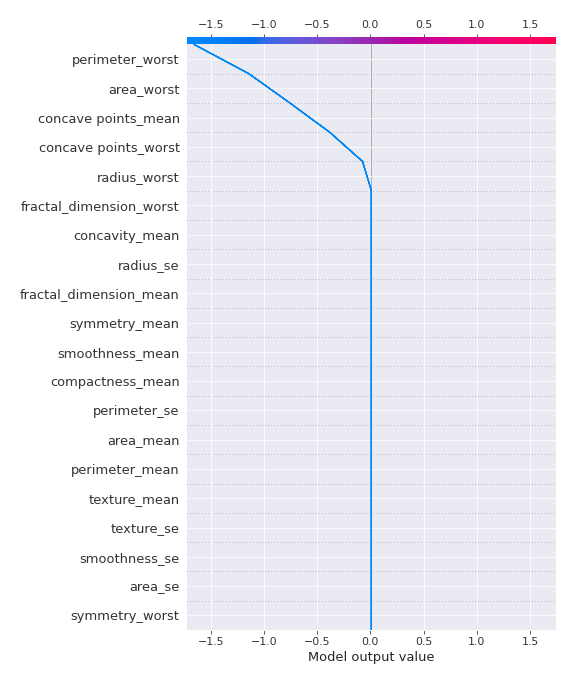 −1.5 −1.0 −0.5 0.0 0.5 1.0 1.5
perimeter_worst
area_worst
concave points_mean
concave points_worst
radius_worst
fractal_dimension_worst
concavity_mean
radius_se
fractal_dimension_mean
symmetry_mean
smoothness_mean
compactness_mean
perimeter_se
area_mean
perimeter_mean
texture_mean
texture_se
smoothness_se
area_se
symmetry_worst
−1.5 −1.0 −0.5 0.0 0.5 1.0 1.5
Model output value